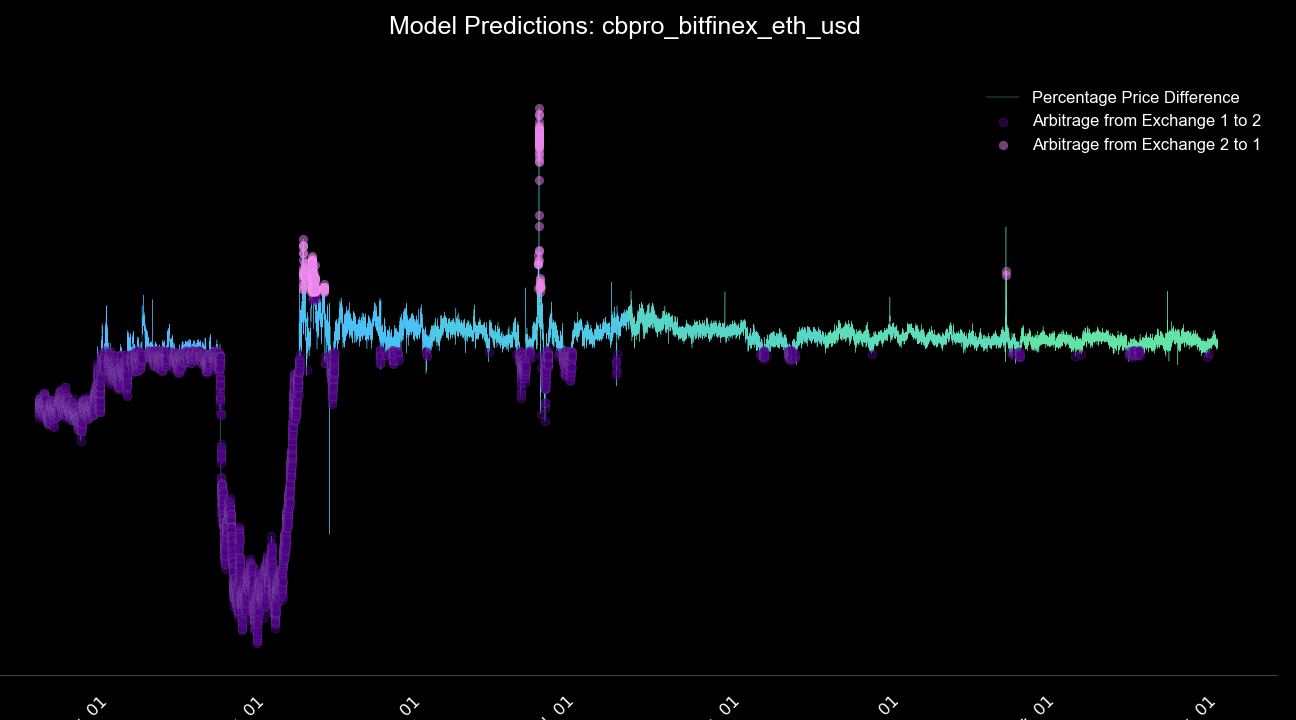 Model Predictions: cbpro_bitfinex_eth_usd
Percentage Price Difference
Arbitrage from Exchange 1 to 2
Arbitrage from Exchange 2 to 1
01 01 01 01 01 01 01 01